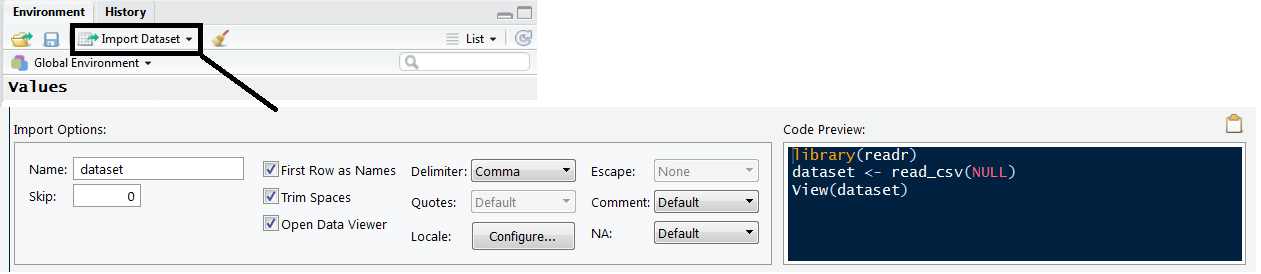 Environment History
Import Dataset List
Global Environment
Values
Import Options: Code Preview:
Name: dataset First Row as Names Delimiter: Comma Escape: None
Skip: 0 Trim Spaces Quotes: Default Comment: Default
Open Data Viewer Locale: Configure... NA: Default
library(readr)
dataset <- read_csv(NULL)
View(dataset)